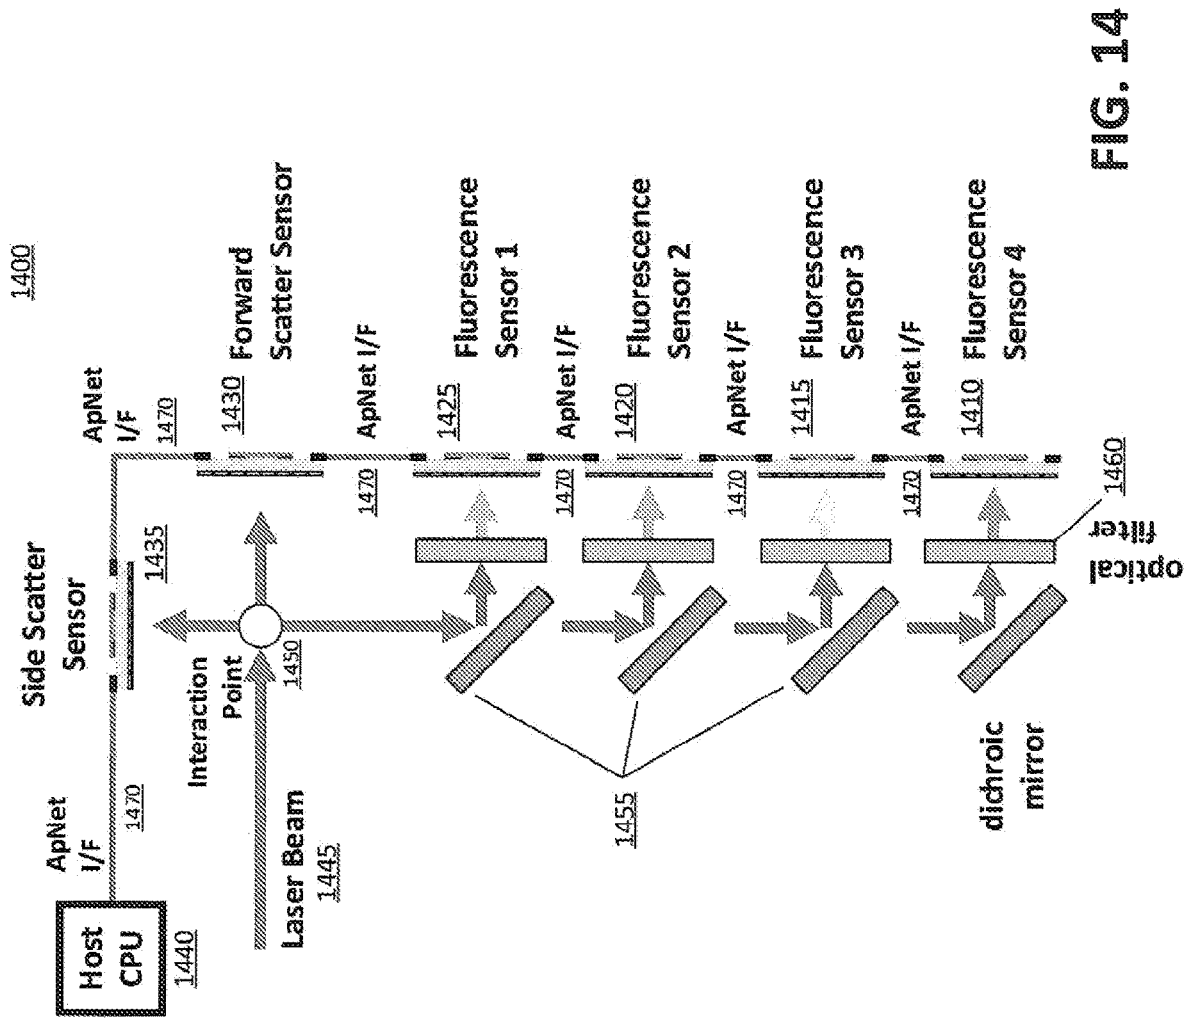 1400
Host
CPU
1440
ApNet
I/F
1470
Side Scatter
Sensor
1435
ApNet
I/F
1470
Laser Beam
1445
Interaction
Point
1450
1430
Forward
Scatter Sensor
ApNet I/F
1470
1425
Fluorescence
Sensor 1
ApNet I/F
1470
1420
Fluorescence
Sensor 2
ApNet I/F
1470
1415
Fluorescence
Sensor 3
ApNet I/F
1470
1410
Fluorescence
Sensor 4
1455
dichroic
mirror
optical
filter
1460
FIG. 14